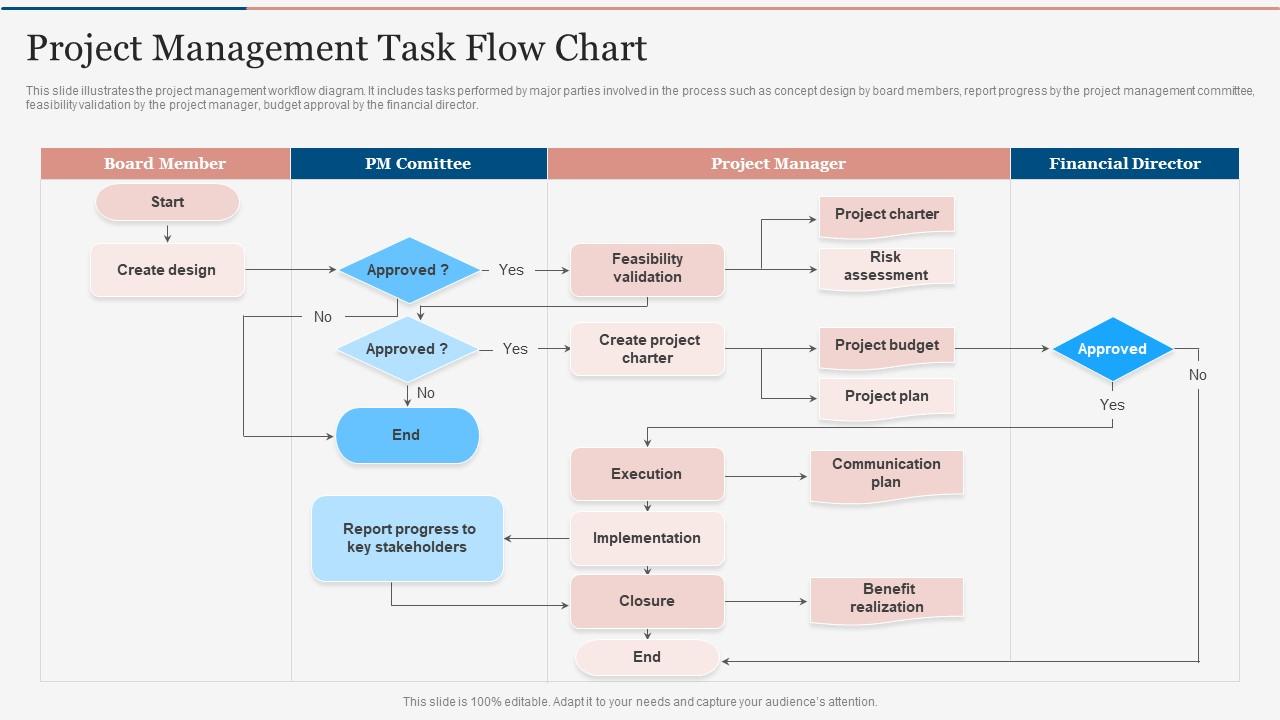 Project Management Task Flow Chart
This slide illustrates the project management workflow diagram. It includes tasks performed by major parties involved in the process such as concept design by board members, report progress by the project management committee,
feasibility validation by the project manager, budget approval by the financial director.
Board Member
PM Comittee
Project Manager
Financial Director
Start
Create design
Approved ?
Yes
Feasibility
validation
Project charter
Risk
assessment
No
Approved ?
Yes
Create project
charter
Project budget
Project plan
Approved
No
Yes
No
End
Execution
Communication
plan
Report progress to
key stakeholders
Implementation
Closure
Benefit
realization
End
This slide is 100% editable. Adapt it to your needs and capture your audience's attention.